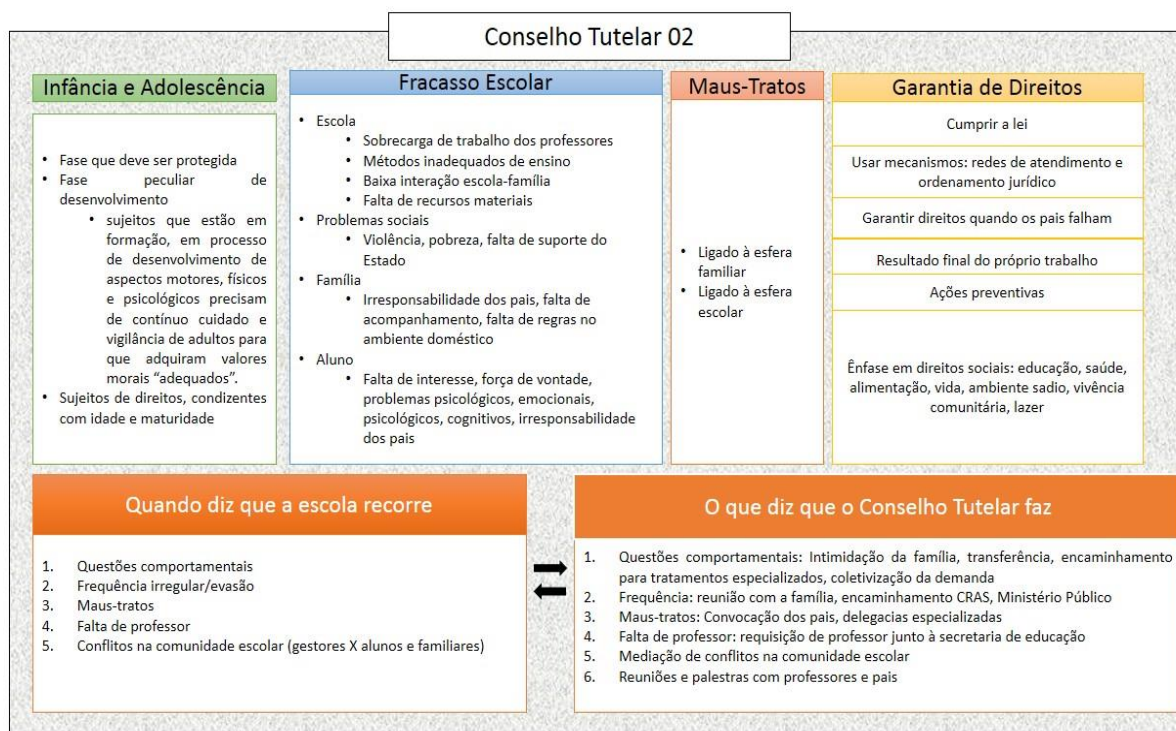 Conselho Tutelar 02
Infância e Adolescência
• Fase que deve ser protegida
• Fase peculiar de
desenvolvimento
• sujeitos que estão em
formação, em processo
de desenvolvimento de
aspectos motores, físicos
e psicológicos precisam
de contínuo cuidado e
vigilância de adultos para
que adquiram valores
morais “adequados”.
• Sujeitos de direitos, condizentes
com idade e maturidade
Fracasso Escolar
• Escola
• Sobrecarga de trabalho dos professores
• Métodos inadequados de ensino
• Baixa interação escola-família
• Falta de recursos materiais
• Problemas sociais
• Violência, pobreza, falta de suporte do
Estado
• Família
• Irresponsabilidade dos pais, falta de
acompanhamento, falta de regras no
ambiente doméstico
• Aluno
• Falta de interesse, força de vontade,
problemas psicológicos, emocionais,
psicológicos, cognitivos, irresponsabilidade
dos pais
Maus-Tratos
• Ligado à esfera
familiar
• Ligado à esfera
escolar
Garantia de Direitos
Cumprir a lei
Usar mecanismos: redes de atendimento e
ordenamento jurídico
Garantir direitos quando os pais falham
Resultado final do próprio trabalho
Ações preventivas
Ênfase em direitos sociais: educação, saúde,
alimentação, vida, ambiente sadio, vivência
comunitária, lazer
Quando diz que a escola recorre
1. Questões comportamentais
2. Frequência irregular/evasão
3. Maus-tratos
4. Falta de professor
5. Conflitos na comunidade escolar (gestores X alunos e familiares)
O que diz que o Conselho Tutelar faz
1. Questões comportamentais: Intimidação da família, transferência, encaminhamento
para tratamentos especializados, coletivização da demanda
2. Frequência: reunião com a família, encaminhamento CRAS, Ministério Público
3. Maus-tratos: Convocação dos pais, delegacias especializadas
4. Falta de professor: requisição de professor junto à secretaria de educação
5. Mediação de conflitos na comunidade escolar
6. Reuniões e palestras com professores e pais